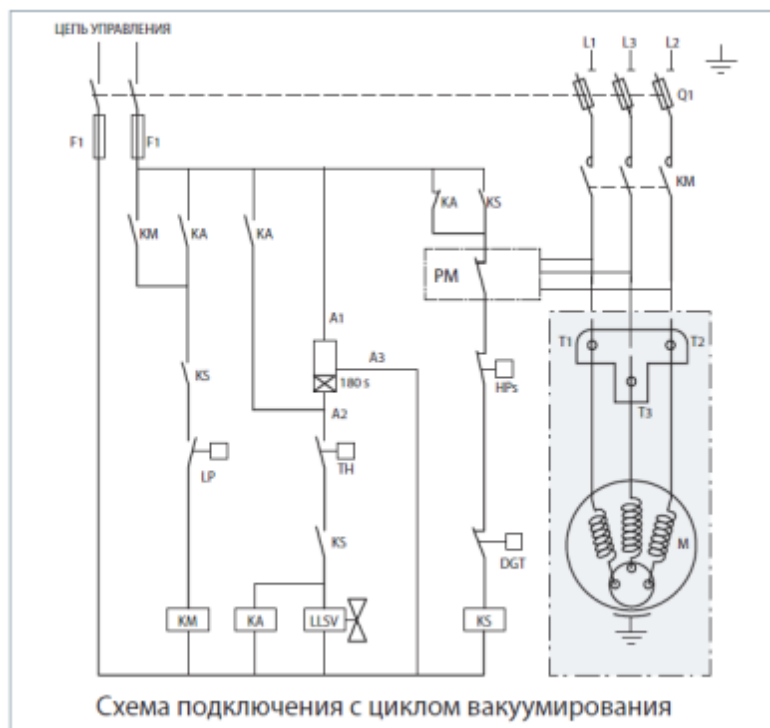 ЦЕПЬ УПРАВЛЕНИЯ
L1 L3 L2
Q1
F1 F1
KM
KA KS
KM KA KA
PM
A1
T1 T2
A3
KS 180 s HPs
A2 T3
LP TH
KS M
DGT
KM KA LLSV KS
Схема подключения с циклом вакуумирования